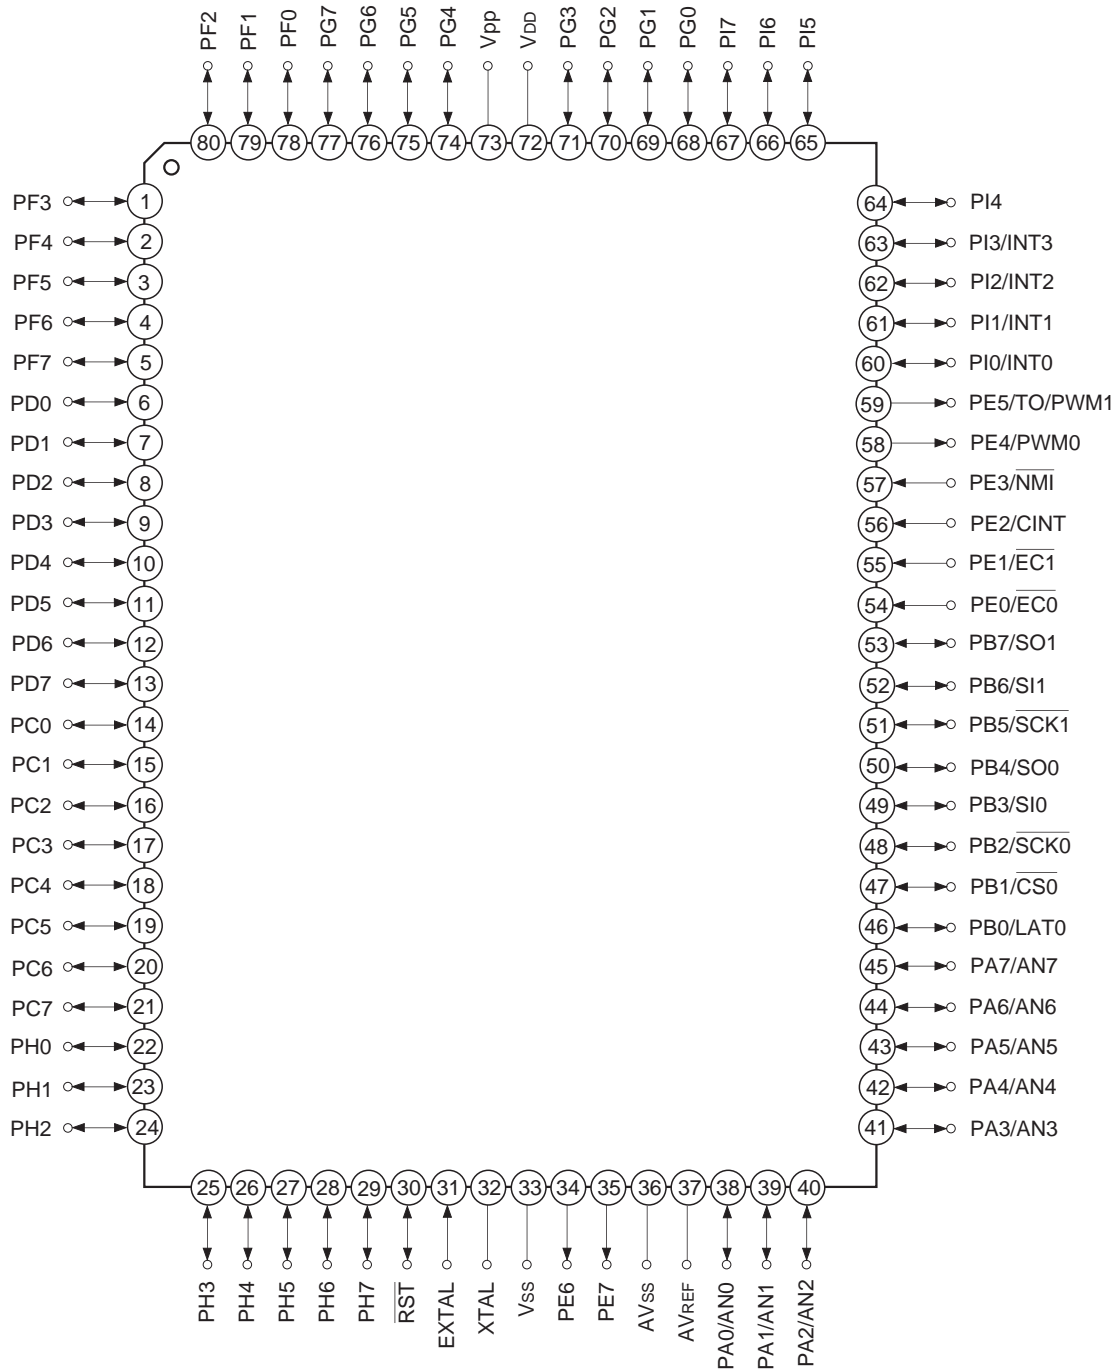 PF2 PF1 PF0 PG7 PG6 PG5 PG4 Vpp VDD PG3 PG2 PG1 PG0 PI7 PI6 PI5
80 79 78 77 76 75 74 73 72 71 70 69 68 67 66 65
PF3 1 64 PI4
PF4 2 63 PI3/INT3
PF5 3 62 PI2/INT2
PF6 4 61 PI1/INT1
PF7 5 60 PI0/INT0
PD0 6 59 PE5/TO/PWM1
PD1 7 58 PE4/PWM0
PD2 8 57 PE3/N̅M̅I̅
PD3 9 56 PE2/CINT
PD4 10 55 PE1/E̅C̅1̅
PD5 11 54 PE0/E̅C̅0̅
PD6 12 53 PB7/SO1
PD7 13 52 PB6/SI1
PC0 14 51 PB5/S̅C̅K̅1̅
PC1 15 50 PB4/SO0
PC2 16 49 PB3/SI0
PC3 17 48 PB2/S̅C̅K̅0̅
PC4 18 47 PB1/C̅S̅0̅
PC5 19 46 PB0/LAT0
PC6 20 45 PA7/AN7
PC7 21 44 PA6/AN6
PH0 22 43 PA5/AN5
PH1 23 42 PA4/AN4
PH2 24 41 PA3/AN3
25 26 27 28 29 30 31 32 33 34 35 36 37 38 39 40
PH3 PH4 PH5 PH6 PH7 R̅S̅T̅ EXTAL XTAL Vss PE6 PE7 AVss AVREF PA0/AN0 PA1/AN1 PA2/AN2